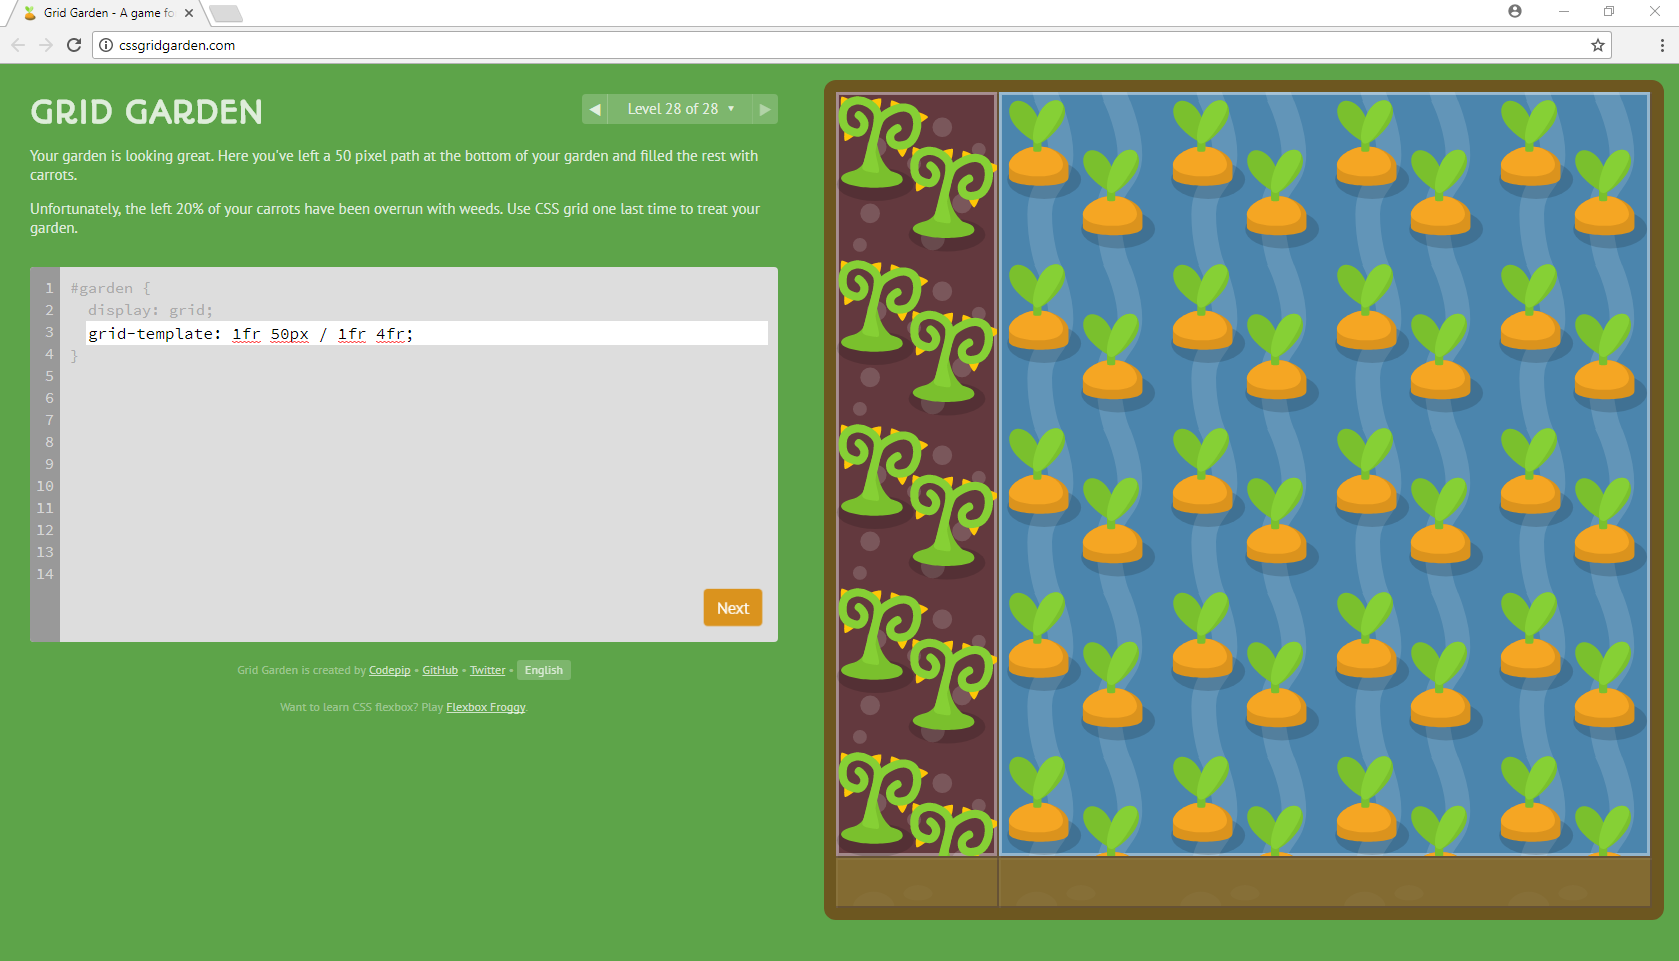 Grid Garden - A game fo
cssgridgarden.com
GRID GARDEN
Level 28 of 28
Your garden is looking great. Here you've left a 50 pixel path at the bottom of your garden and filled the rest with
carrots.
Unfortunately, the left 20% of your carrots have been overrun with weeds. Use CSS grid one last time to treat your
garden.
1 #garden {
2 display: grid;
3 grid-template: 1fr 50px / 1fr 4fr;
4 }
5
6
7
8
9
10
11
12
13
14
Next
Grid Garden is created by Codepip • GitHub • Twitter • English
Want to learn CSS flexbox? Play Flexbox Froggy.